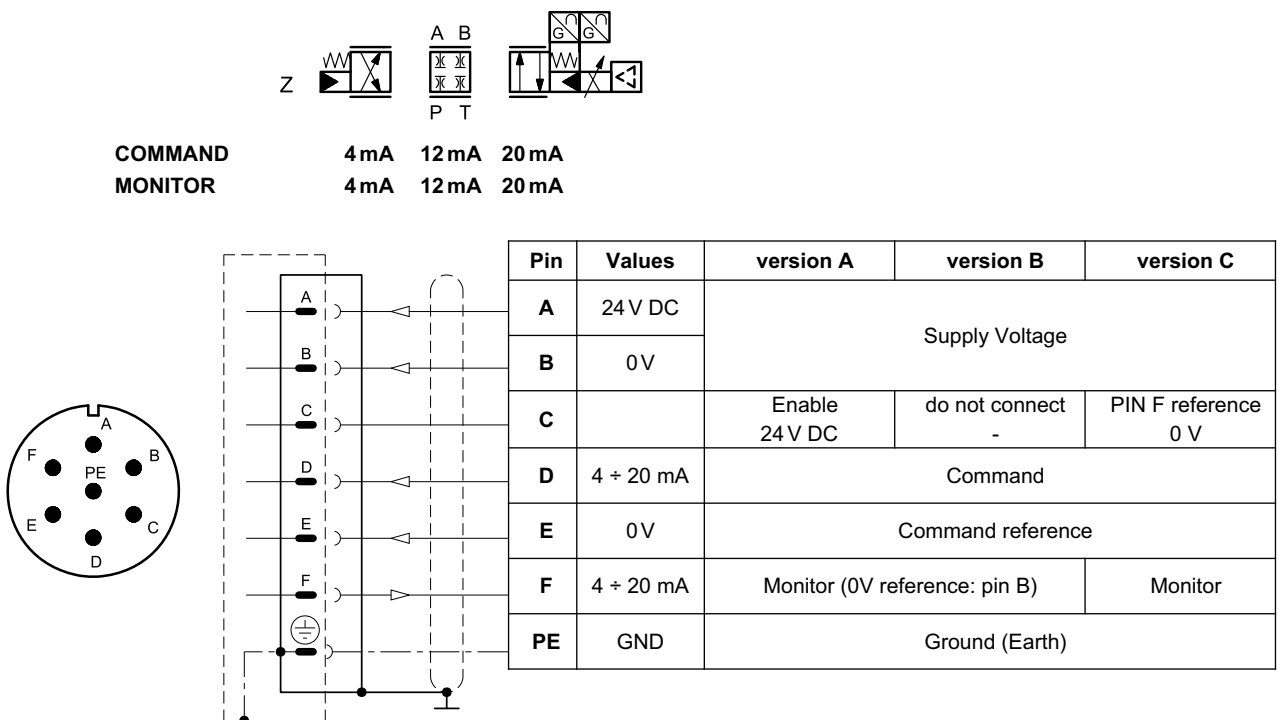 G G
A B
Z
P T
COMMAND 4 mA 12 mA 20 mA
MONITOR 4 mA 12 mA 20 mA
Pin Values version A version B version C
A A 24 V DC Supply Voltage
B B 0 V
C C Enable 24 V DC do not connect - PIN F reference 0 V
D D 4 ÷ 20 mA Command
E E 0 V Command reference
F F 4 ÷ 20 mA Monitor (0V reference: pin B) Monitor
PE GND Ground (Earth)
A
F B
PE
E C
D